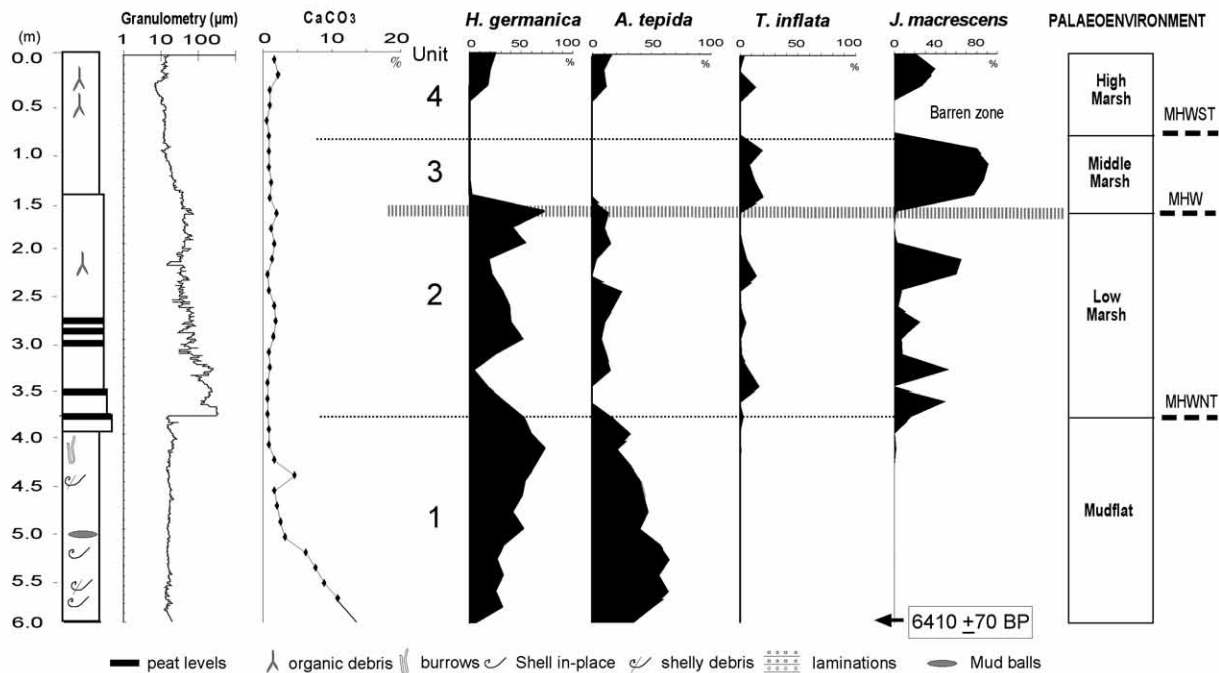 Granulometry (µm)
CaCO3
H. germanica
A. tepida
T. inflata
J. macrescens
PALAEOENVIRONMENT
(m)
1 10 100
0 10 20
%
Unit
0 50 100
%
0 50 100
%
0 50 100
%
0 40 80
%
0.0
0.5
1.0
1.5
2.0
2.5
3.0
3.5
4.0
4.5
5.0
5.5
6.0
4
3
2
1
Barren zone
High
Marsh
MHWST
Middle
Marsh
MHW
Low
Marsh
MHWNT
Mudflat
6410 ±70 BP
peat levels
organic debris
burrows
Shell in-place
shelly debris
laminations
Mud balls